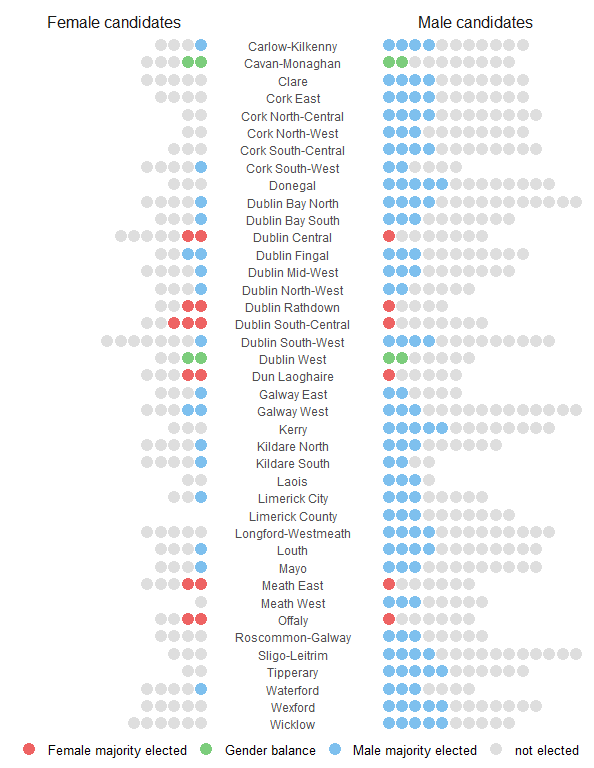 Female candidates Male candidates
Carlow-Kilkenny
Cavan-Monaghan
Clare
Cork East
Cork North-Central
Cork North-West
Cork South-Central
Cork South-West
Donegal
Dublin Bay North
Dublin Bay South
Dublin Central
Dublin Fingal
Dublin Mid-West
Dublin North-West
Dublin Rathdown
Dublin South-Central
Dublin South-West
Dublin West
Dun Laoghaire
Galway East
Galway West
Kerry
Kildare North
Kildare South
Laois
Limerick City
Limerick County
Longford-Westmeath
Louth
Mayo
Meath East
Meath West
Offaly
Roscommon-Galway
Sligo-Leitrim
Tipperary
Waterford
Wexford
Wicklow
Female majority elected Gender balance Male majority elected not elected